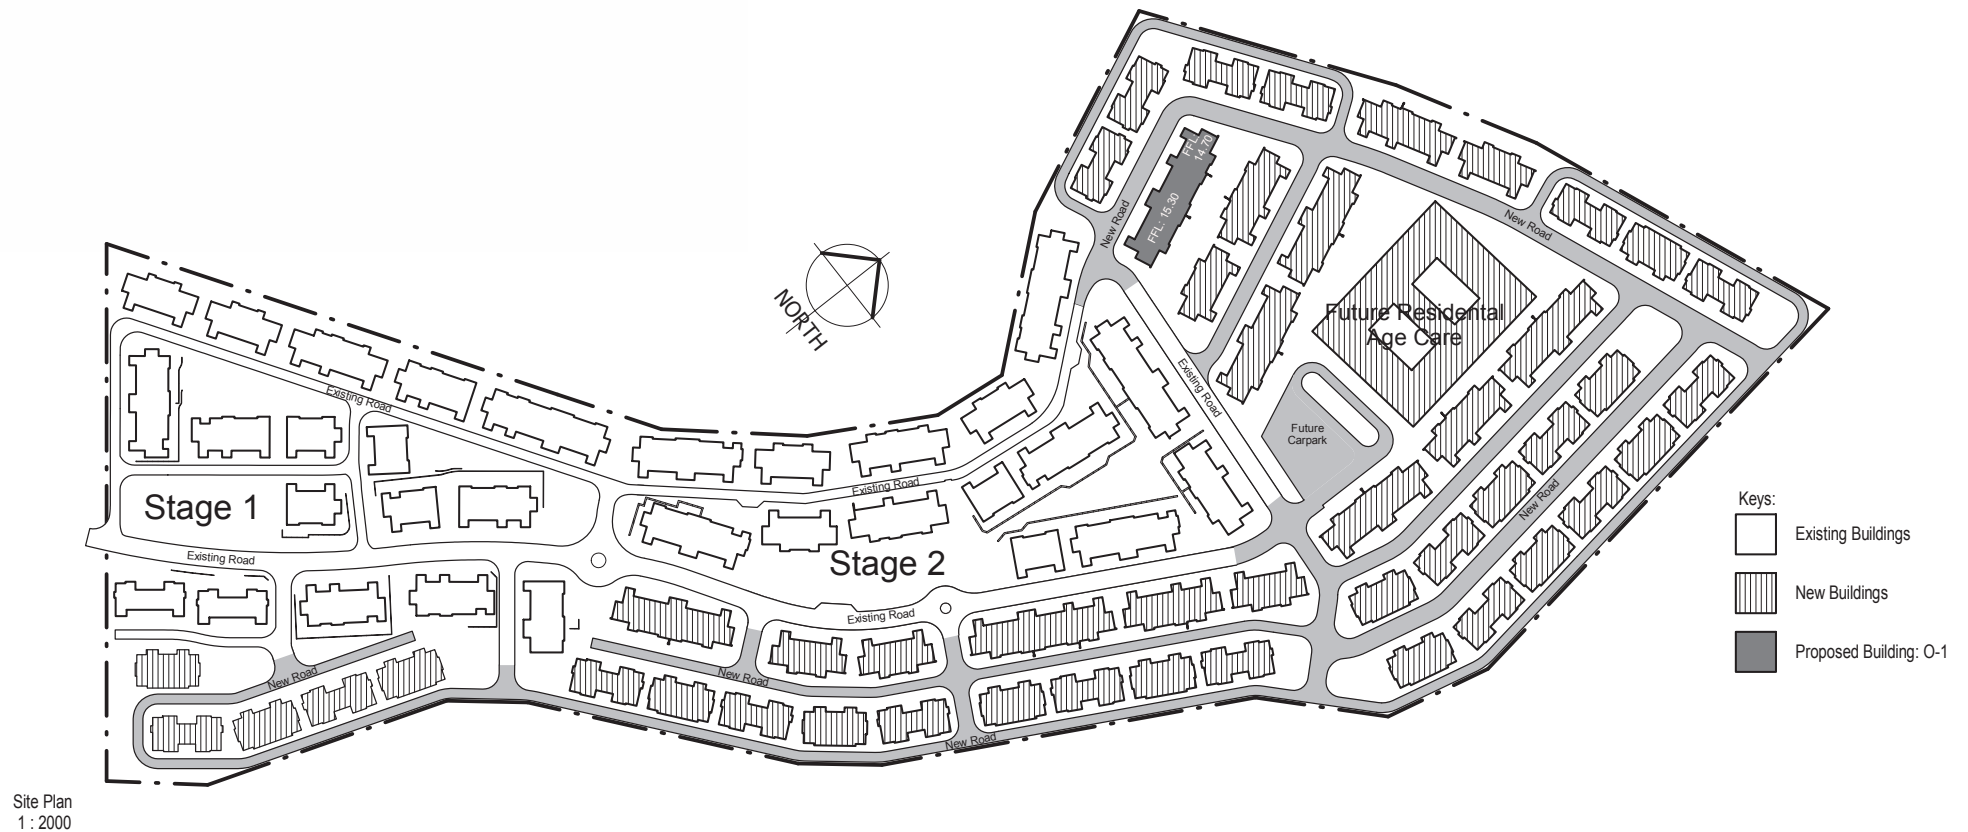 FFL:
14.70
FFL: 15.30
New Road
New Road
NORTH
Future Residental
Age Care
Existing Road
Existing Road
Future
Carpark
Existing Road
New Road
Stage 1
Existing Road
Stage 2
Existing Road
New Road
New Road
New Road
Keys:
Existing Buildings
New Buildings
Proposed Building: O-1
Site Plan
1 : 2000